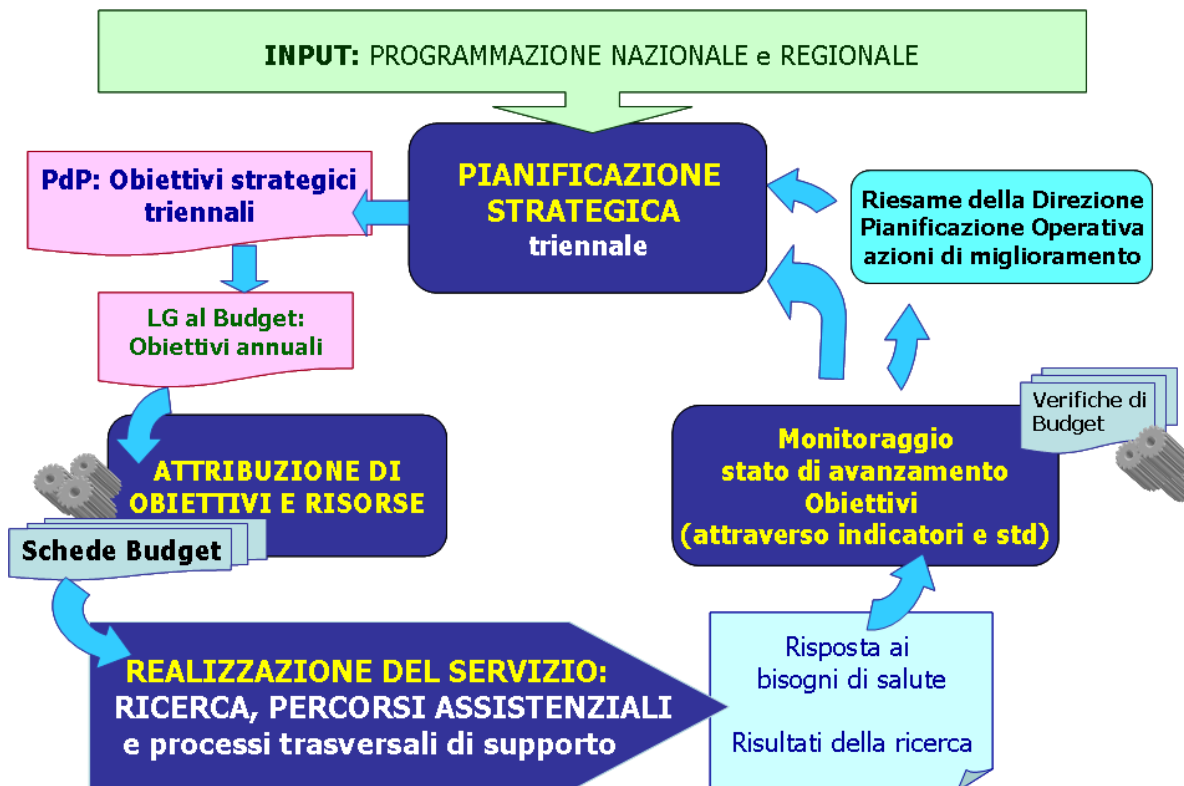 INPUT: PROGRAMMAZIONE NAZIONALE e REGIONALE
PIANIFICAZIONE
STRATEGICA
triennale
PdP: Obiettivi strategici
triennali
LG al Budget:
Obiettivi annuali
ATTRIBUZIONE DI
OBIETTIVI E RISORSE
Schede Budget
REALIZZAZIONE DEL SERVIZIO:
RICERCA, PERCORSI ASSISTENZIALI
e processi trasversali di supporto
Risposta ai
bisogni di salute
Risultati della ricerca
Monitoraggio
stato di avanzamento
Obiettivi
(attraverso indicatori e std)
Verifiche di
Budget
Riesame della Direzione
Pianificazione Operativa
azioni di miglioramento